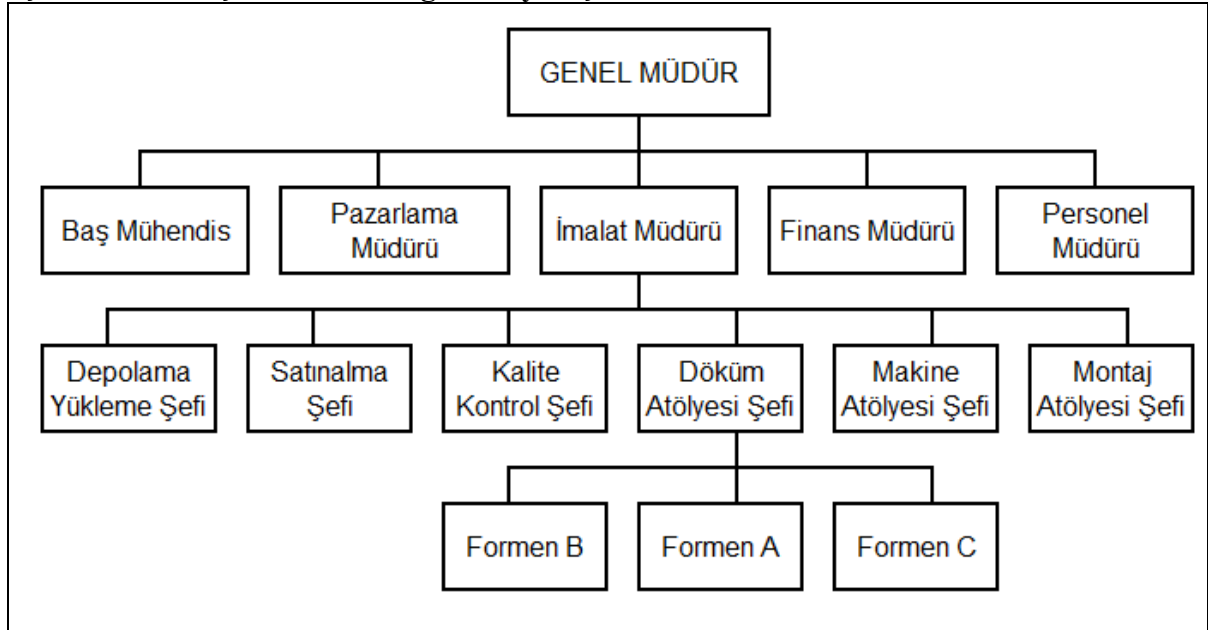 GENEL MÜDÜR
Baş Mühendis
Pazarlama
Müdürü
İmalat Müdürü
Finans Müdürü
Personel
Müdürü
Depolama
Yükleme Şefi
Satınalma
Şefi
Kalite
Kontrol Şefi
Döküm
Atölyesi Şefi
Makine
Atölyesi Şefi
Montaj
Atölyesi Şefi
Formen B
Formen A
Formen C